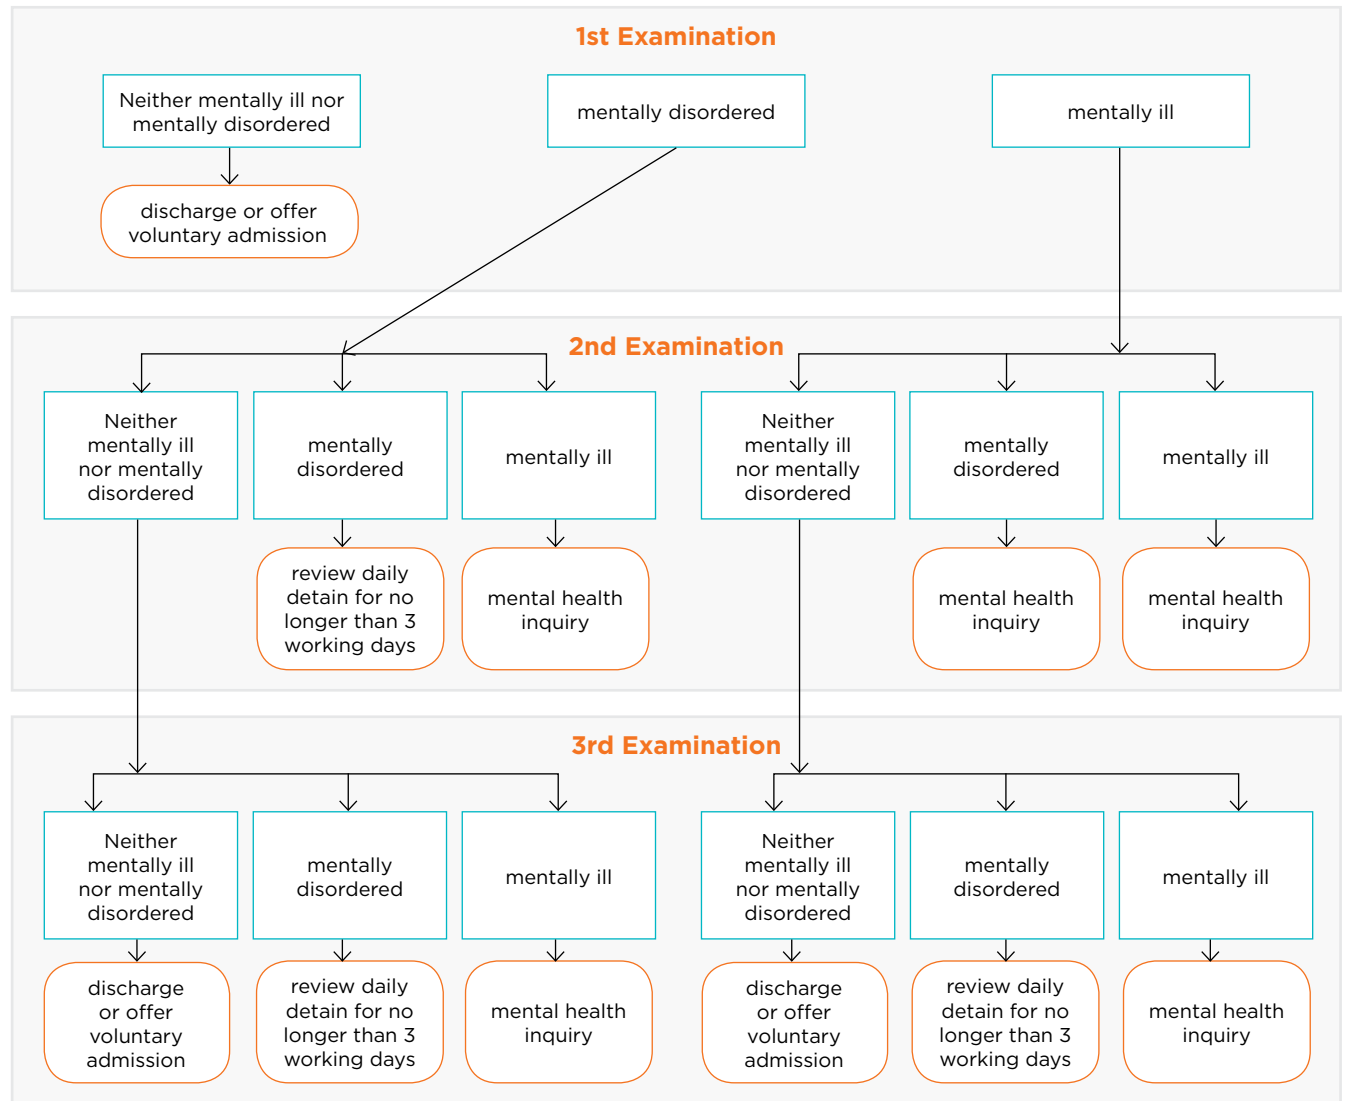 1st Examination
Neither mentally ill nor
mentally disordered
mentally disordered
mentally ill
discharge or offer
voluntary admission
2nd Examination
Neither
mentally ill
nor mentally
disordered
mentally
disordered
mentally ill
Neither
mentally ill
nor mentally
disordered
mentally
disordered
mentally ill
review daily
detain for no
longer than 3
working days
mental health
inquiry
mental health
inquiry
mental health
inquiry
3rd Examination
Neither
mentally ill
nor mentally
disordered
mentally
disordered
mentally ill
Neither
mentally ill
nor mentally
disordered
mentally
disordered
mentally ill
discharge
or offer
voluntary
admission
review daily
detain for no
longer than 3
working days
mental health
inquiry
discharge
or offer
voluntary
admission
review daily
detain for no
longer than 3
working days
mental health
inquiry